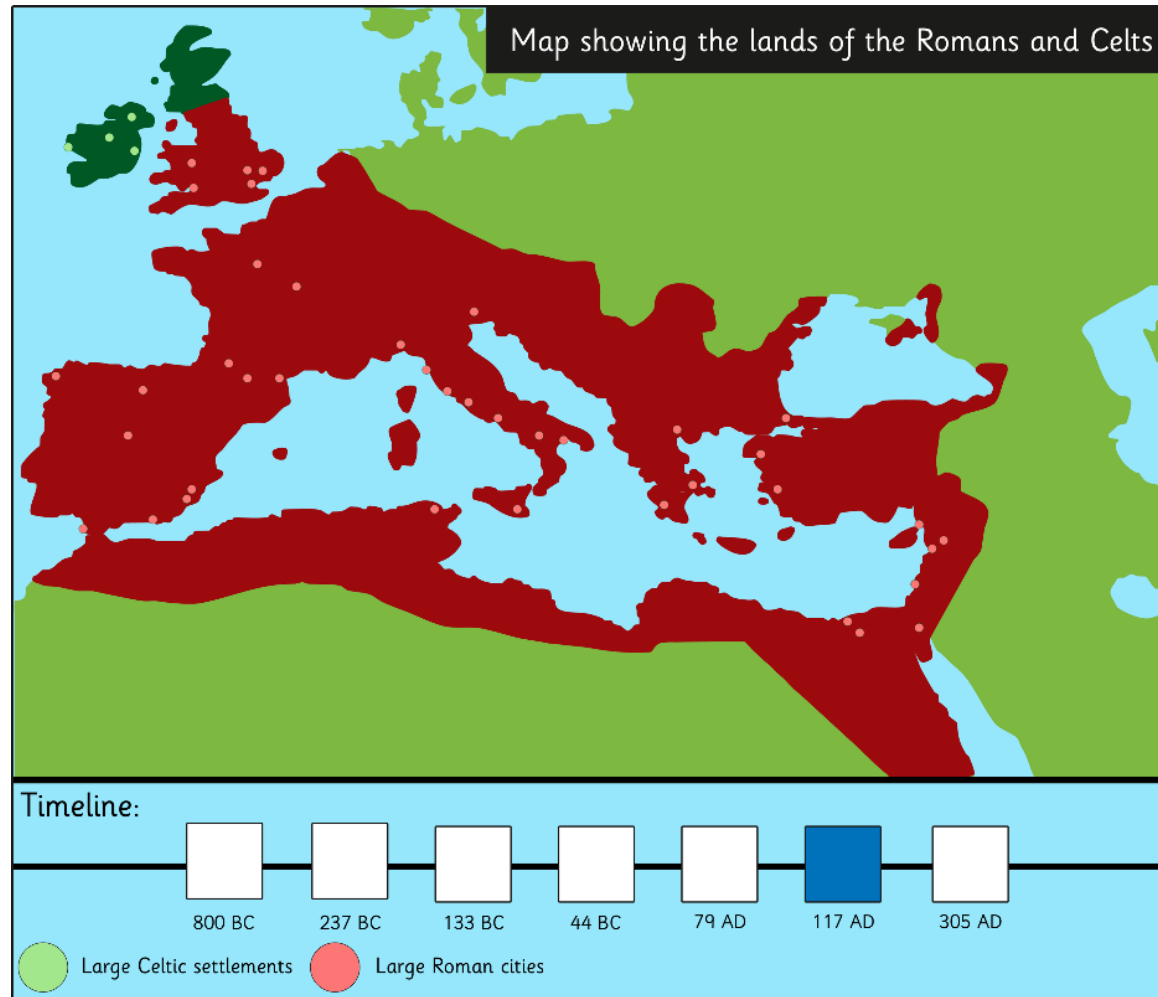 Map showing the lands of the Romans and Celts
Timeline:
800 BC
237 BC
133 BC
44 BC
79 AD
117 AD
305 AD
Large Celtic settlements
Large Roman cities